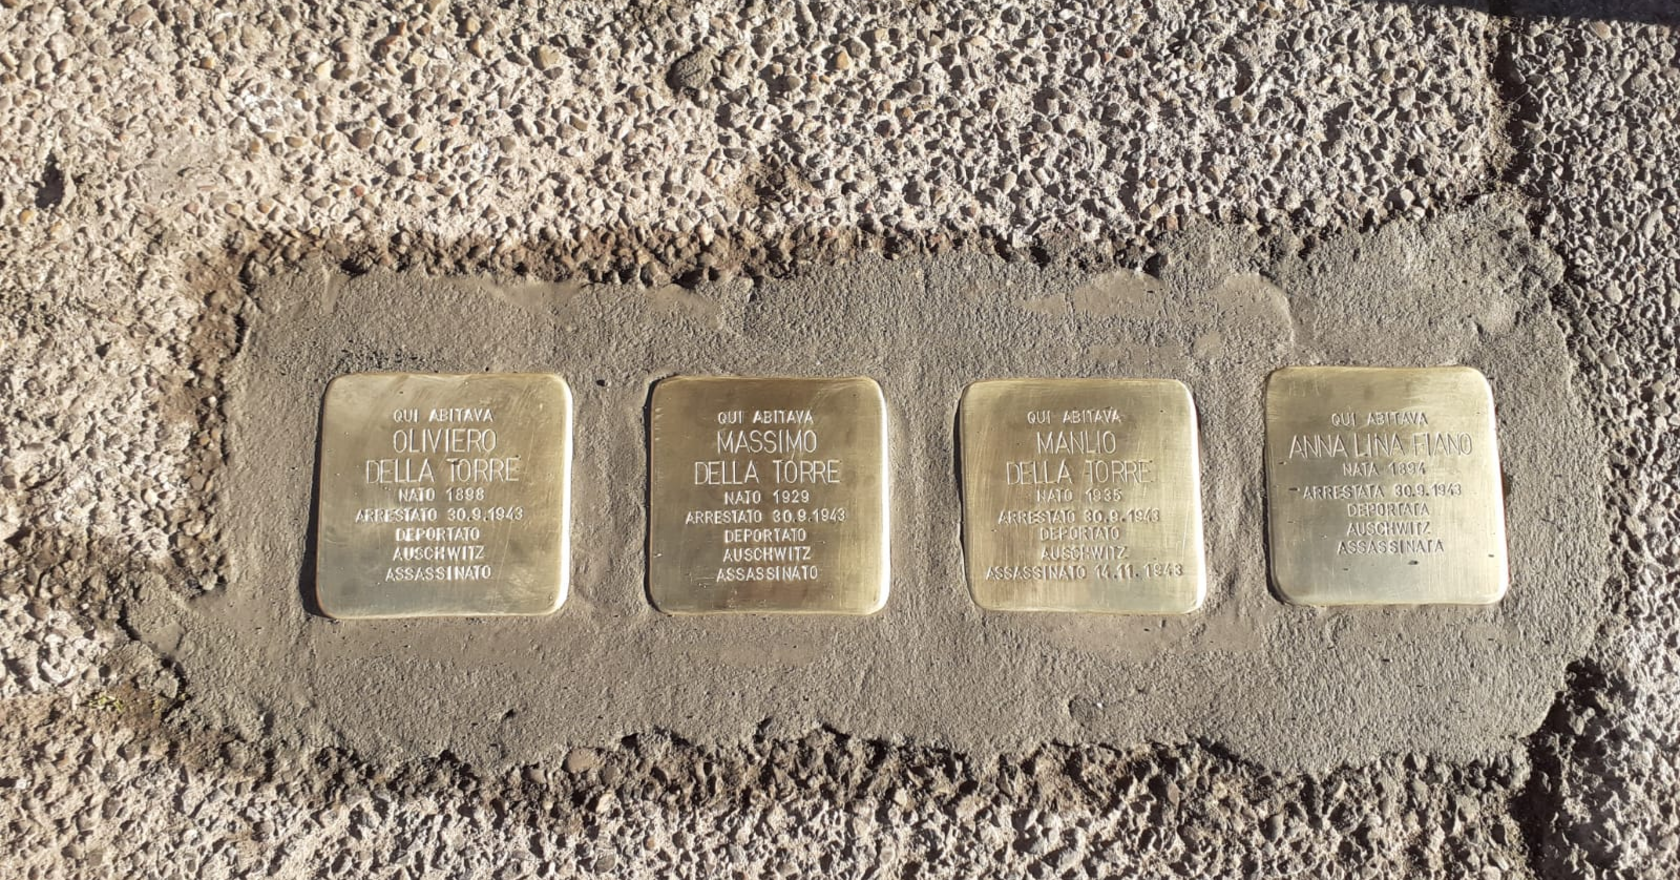 QUI ABITAVA
OLIVIERO
DELLA TORRE
NATO 1898
ARRESTATO 30.9.1943
DEPORTATO
AUSCHWITZ
ASSASSINATO
QUI ABITAVA
MASSIMO
DELLA TORRE
NATO 1929
ARRESTATO 30.9.1943
DEPORTATO
AUSCHWITZ
ASSASSINATO
QUI ABITAVA
MANLIO
DELLA TORRE
NATO 1935
ARRESTATO 30.9.1943
DEPORTATO
AUSCHWITZ
ASSASSINATO 14.11.1943
QUI ABITAVA
ANNA LINA FIANO
NATA 1894
ARRESTATA 30.9.1943
DEPORTATA
AUSCHWITZ
ASSASSINATA